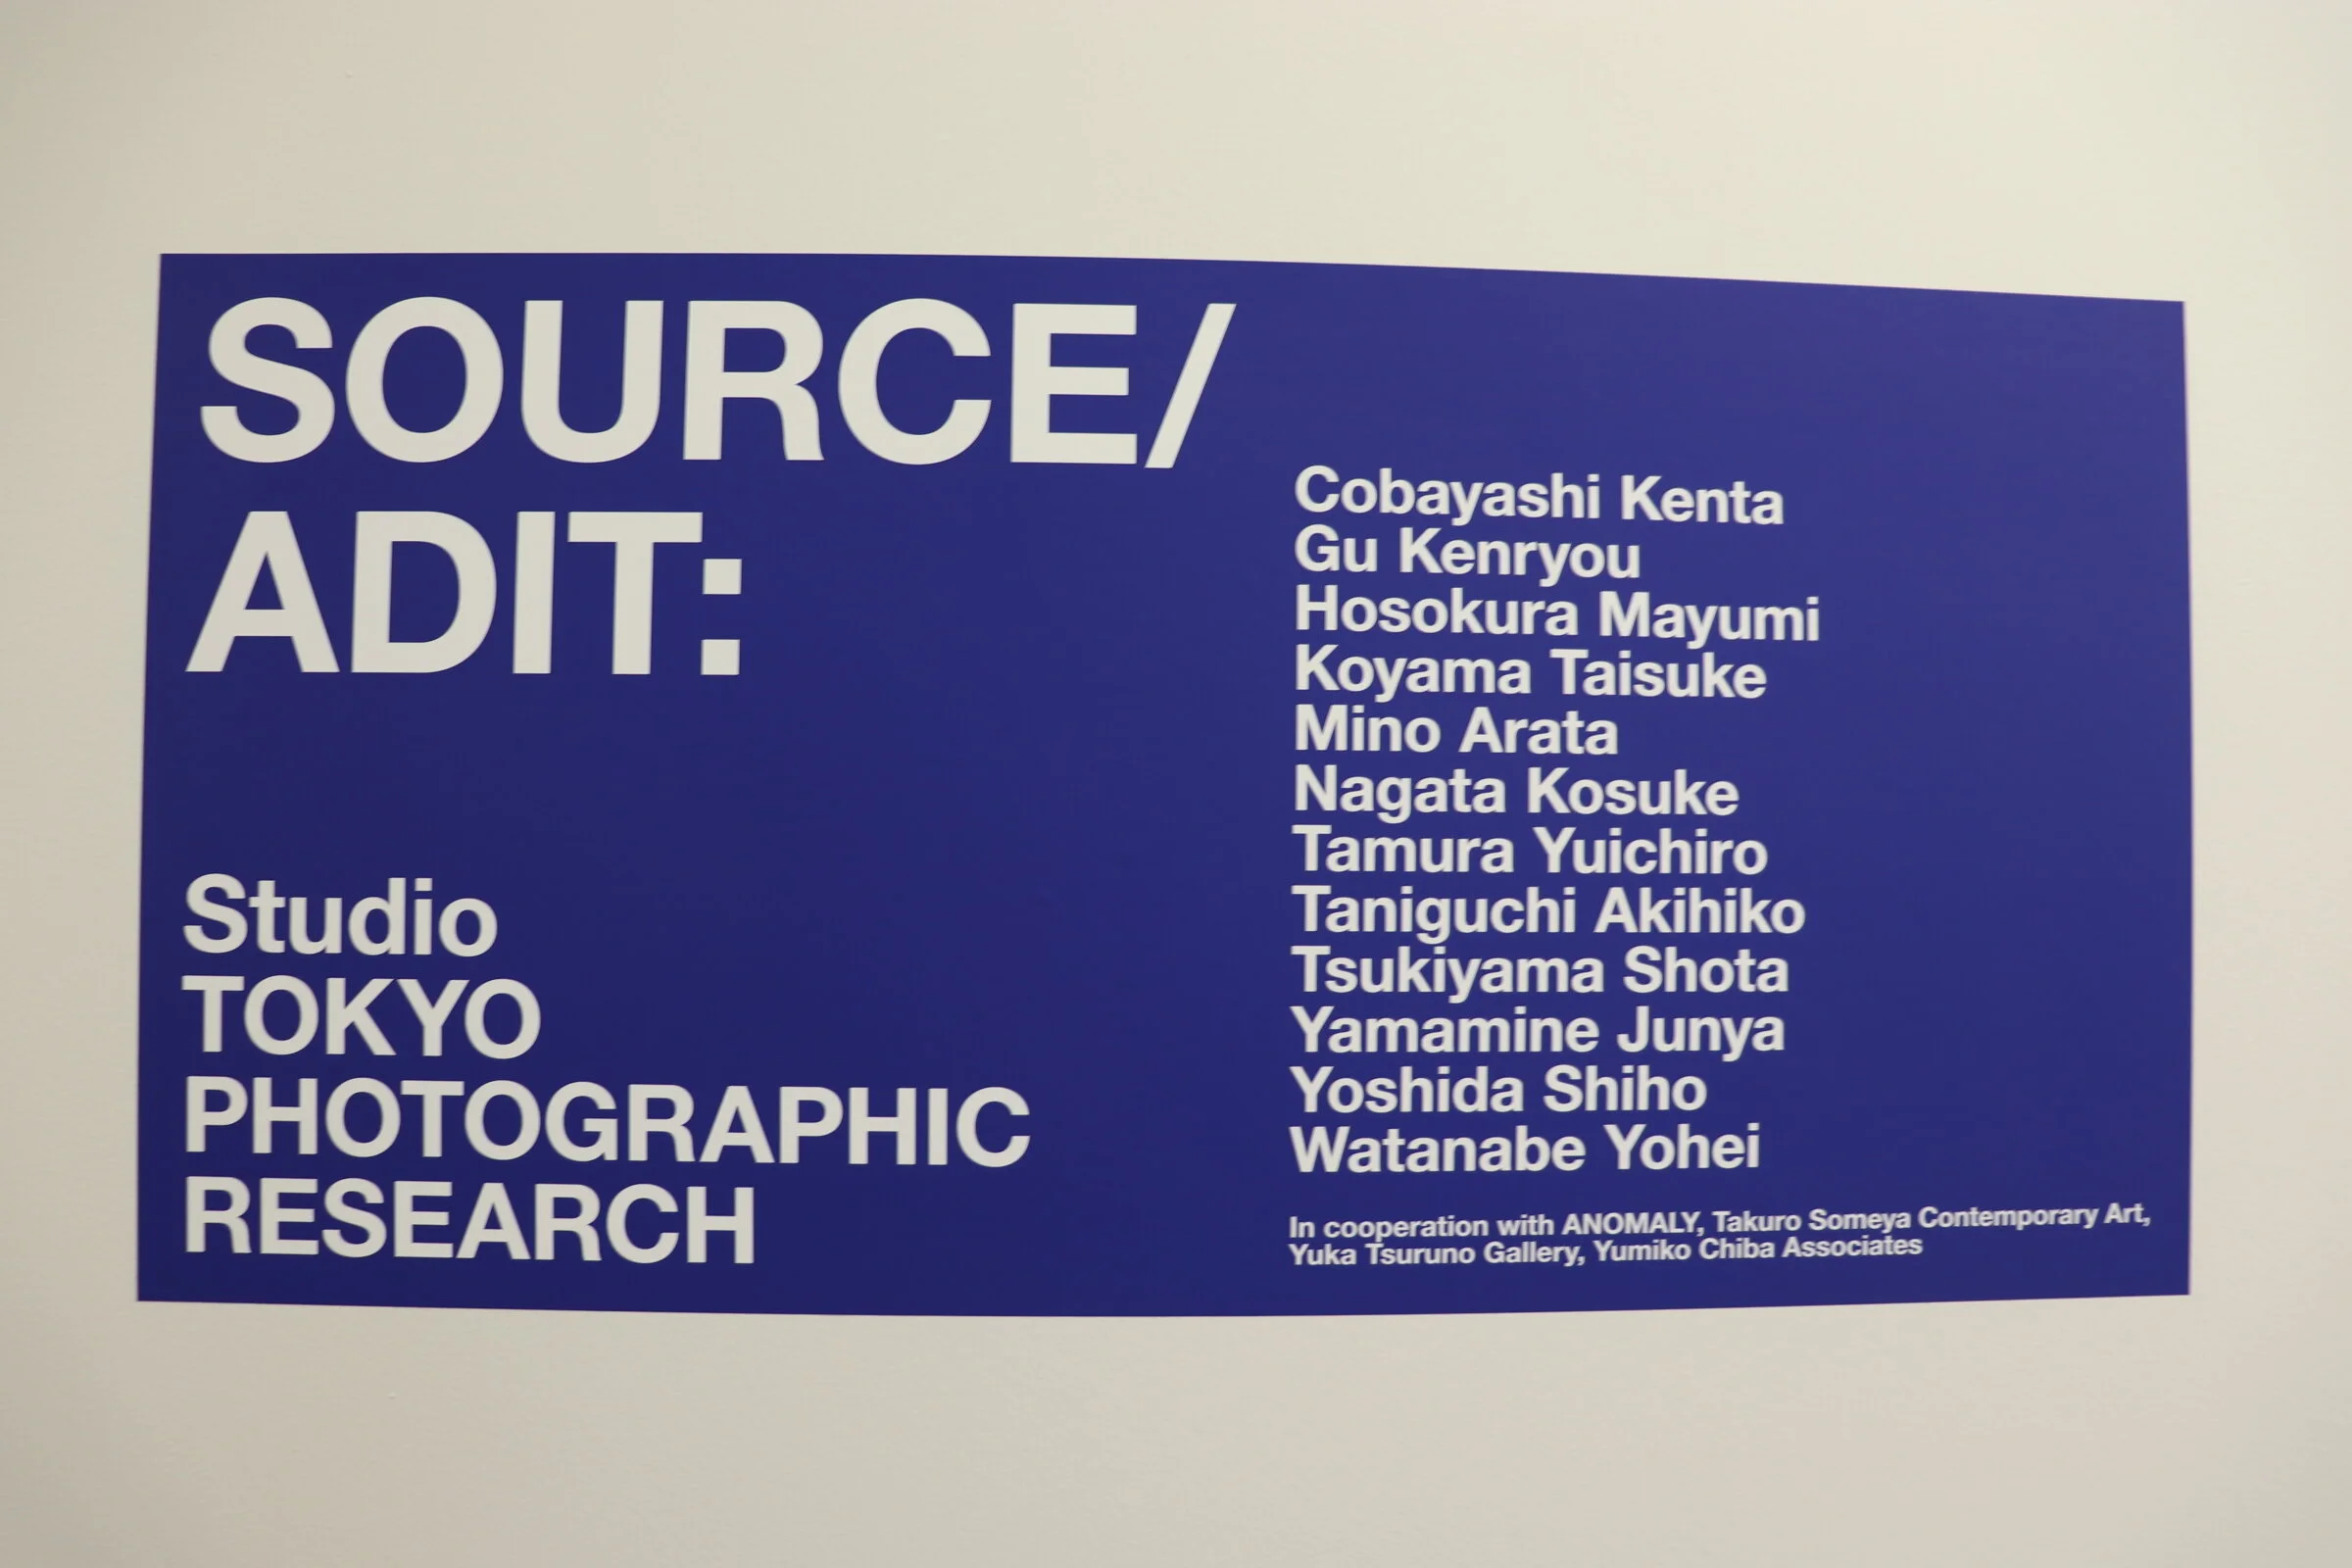 SOURCE/
ADIT:
Studio
TOKYO
PHOTOGRAPHIC
RESEARCH
Cobayashi Kenta
Gu Kenryou
Hosokura Mayumi
Koyama Taisuke
Mino Arata
Nagata Kosuke
Tamura Yuichiro
Taniguchi Akihiko
Tsukiyama Shota
Yamamine Junya
Yoshida Shiho
Watanabe Yohei
In cooperation with ANOMALY, Takuro Someya Contemporary Art,
Yuka Tsuruno Gallery, Yumiko Chiba Associates